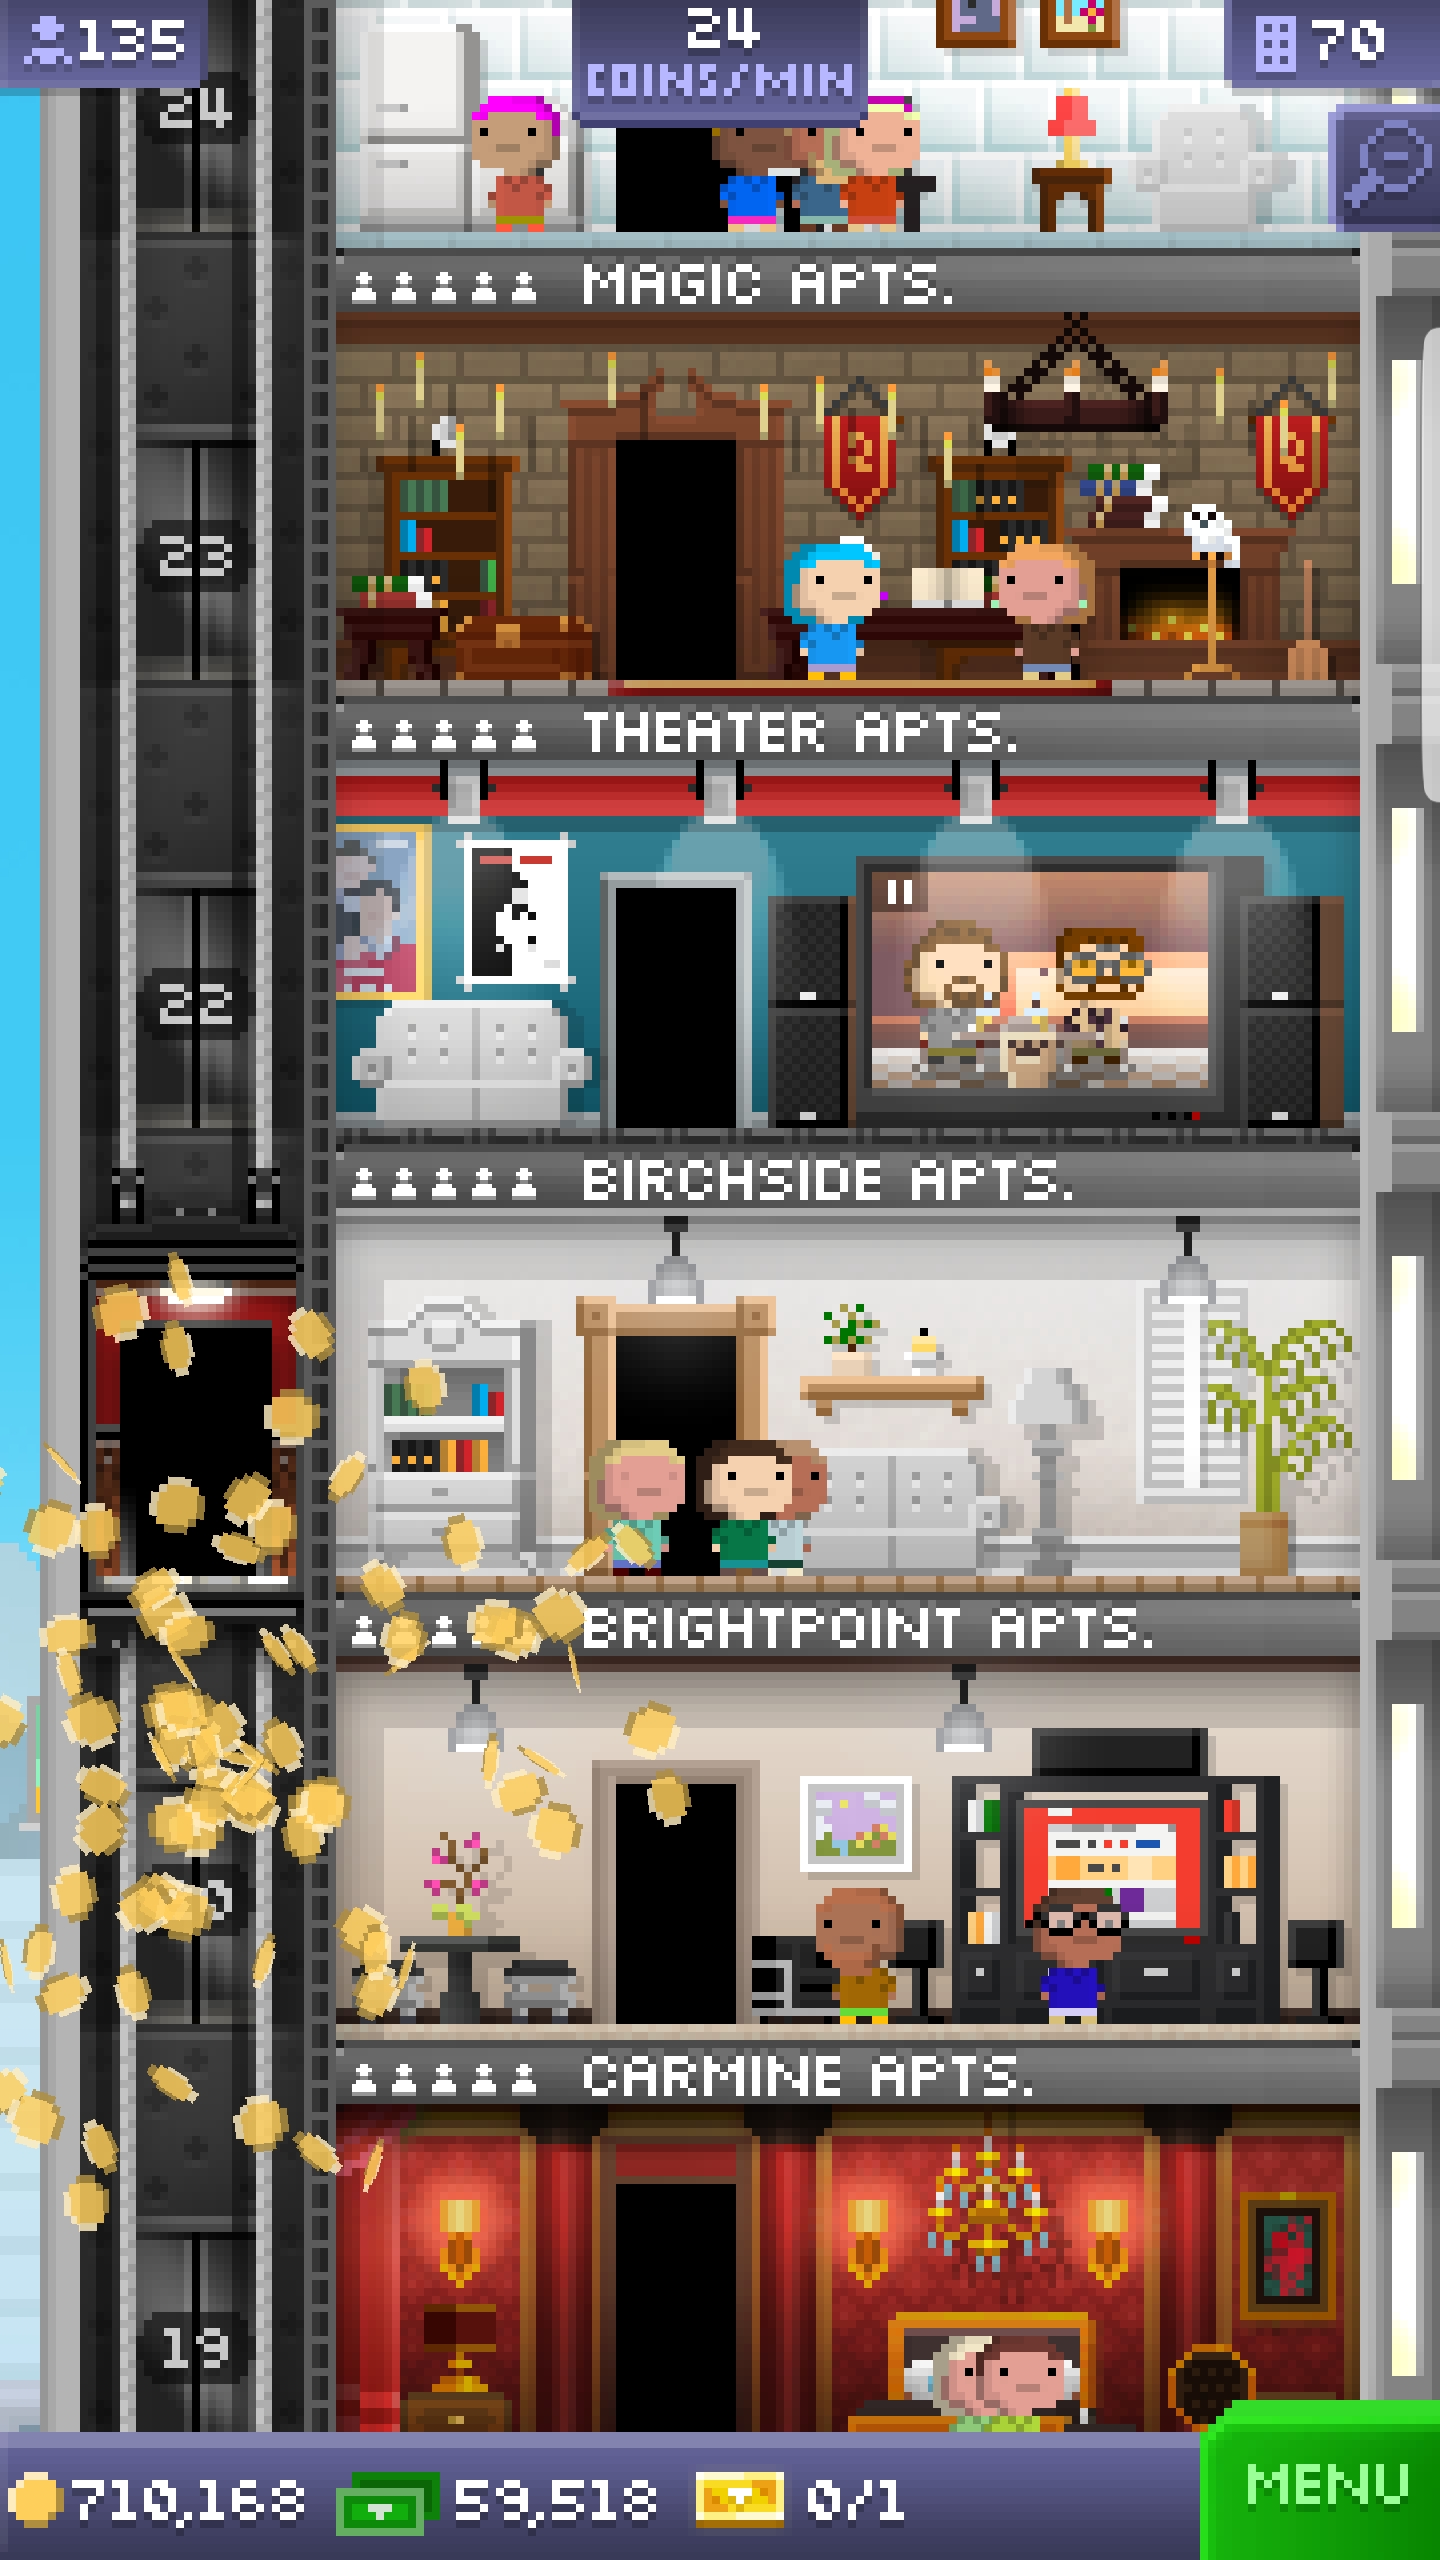 135
24
COINS/MIN
70
24
MAGIC APTS.
23
THEATER APTS.
22
BIRCHSIDE APTS.
BRIGHTPOINT APTS.
CARMINE APTS.
19
710,168
59,518
0/1
MENU